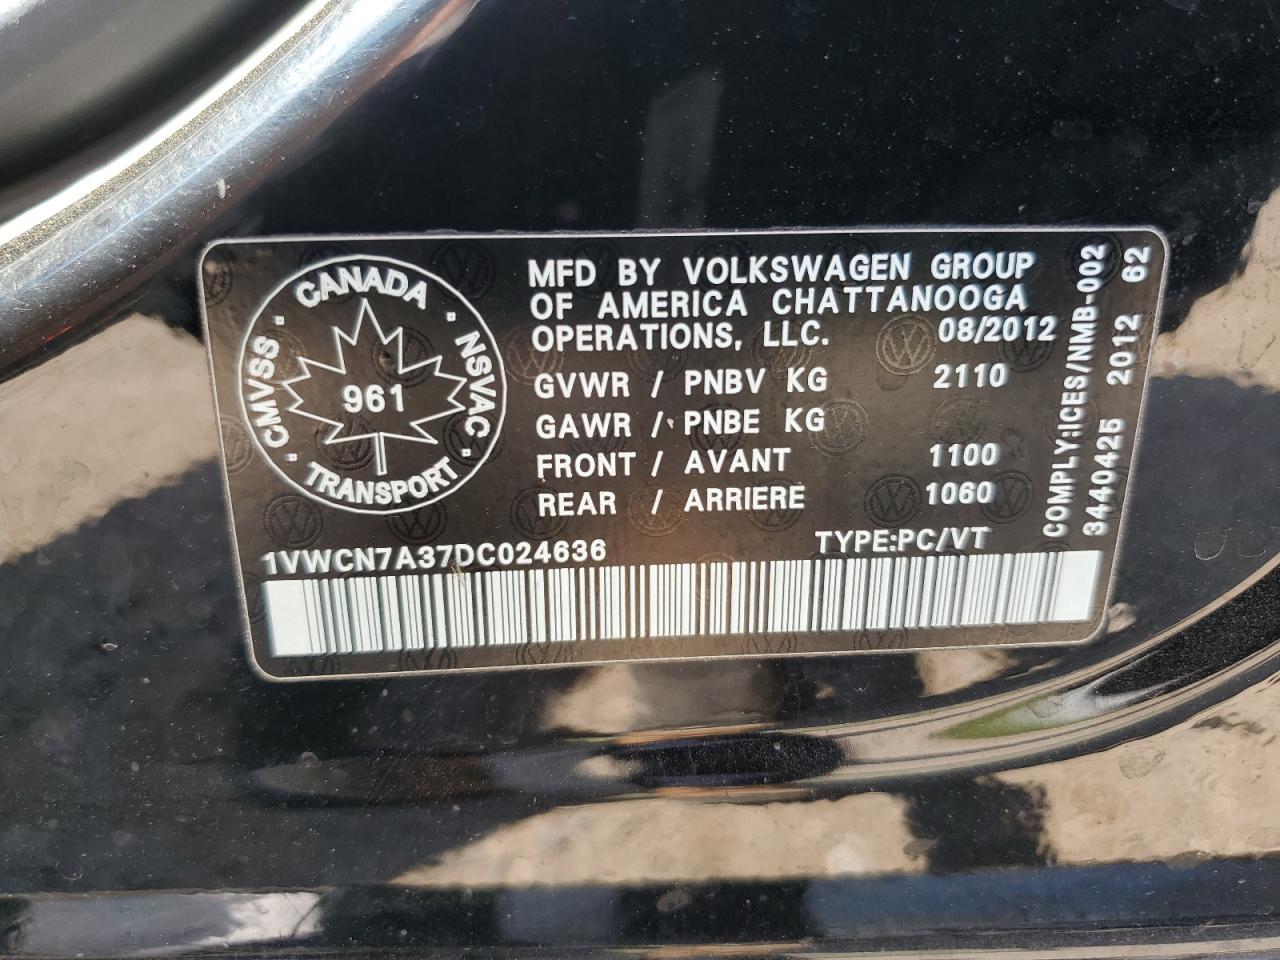 CANADA
CMVSS · NSVAC
961
TRANSPORT
MFD BY VOLKSWAGEN GROUP
OF AMERICA CHATTANOOGA
OPERATIONS, LLC. 08/2012
GVWR / PNBV KG 2110
GAWR / PNBE KG
FRONT / AVANT 1100
REAR / ARRIERE 1060
1VWCN7A37DC024636 TYPE:PC/VT
COMPLY:ICES/NMB-002
3440425 2012 62